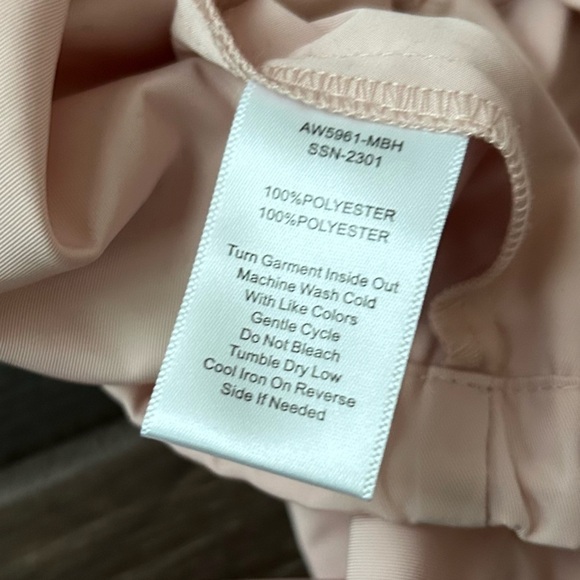 AW5961-MBH
SSN-2301
100%POLYESTER
100%POLYESTER
Turn Garment Inside Out
Machine Wash Cold
With Like Colors
Gentle Cycle
Do Not Bleach
Tumble Dry Low
Cool Iron On Reverse
Side If Needed